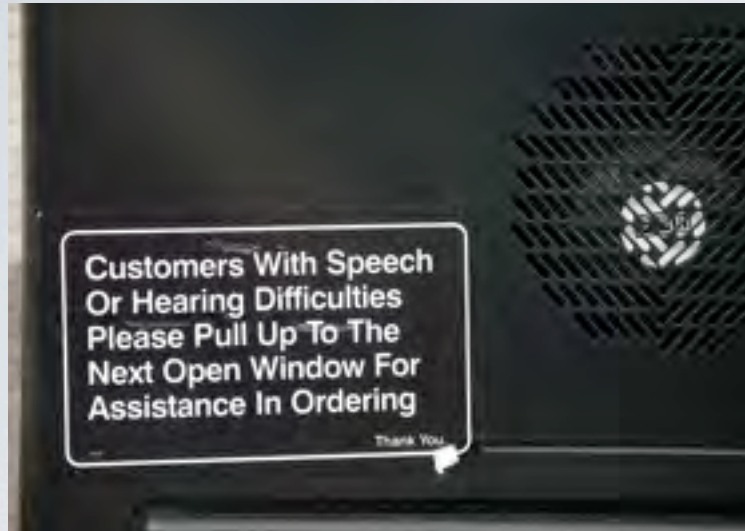 Customers With Speech
Or Hearing Difficulties
Please Pull Up To The
Next Open Window For
Assistance In Ordering
Thank You